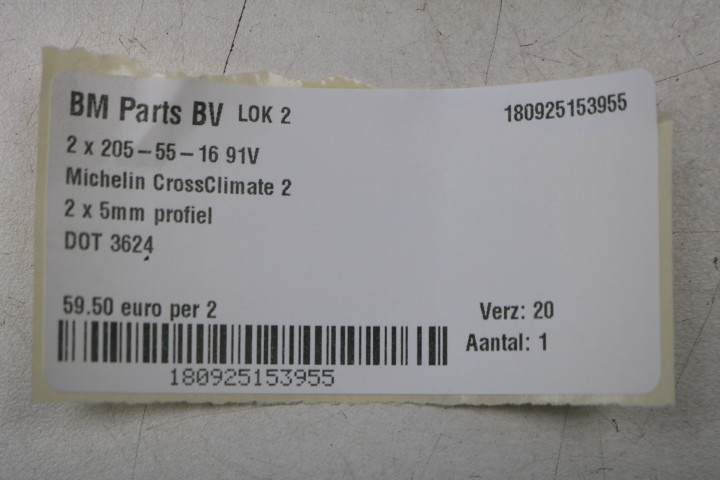 BM Parts BV LOK 2 180925153955
2 x 205-55-16 91V
Michelin CrossClimate 2
2 x 5mm profiel
DOT 3624
59.50 euro per 2 Verz: 20
Aantal: 1
180925153955